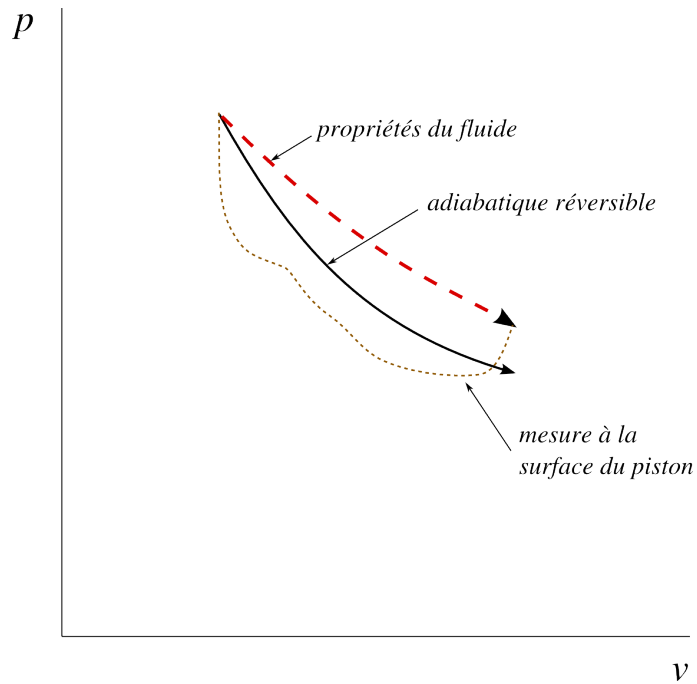 p
propriétés du fluide
adiabatique réversible
mesure à la
surface du piston
v